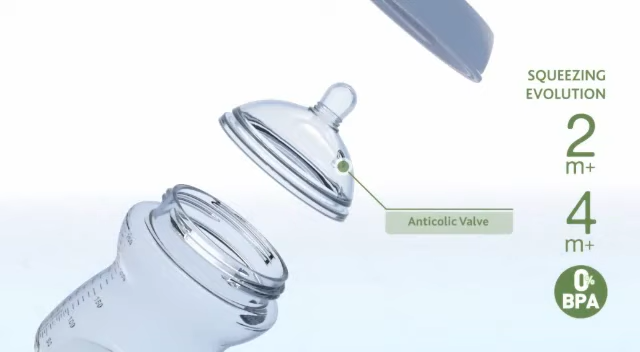 SQUEEZING
EVOLUTION
2
m+
Anticolic Valve
4
m+
0%
BPA